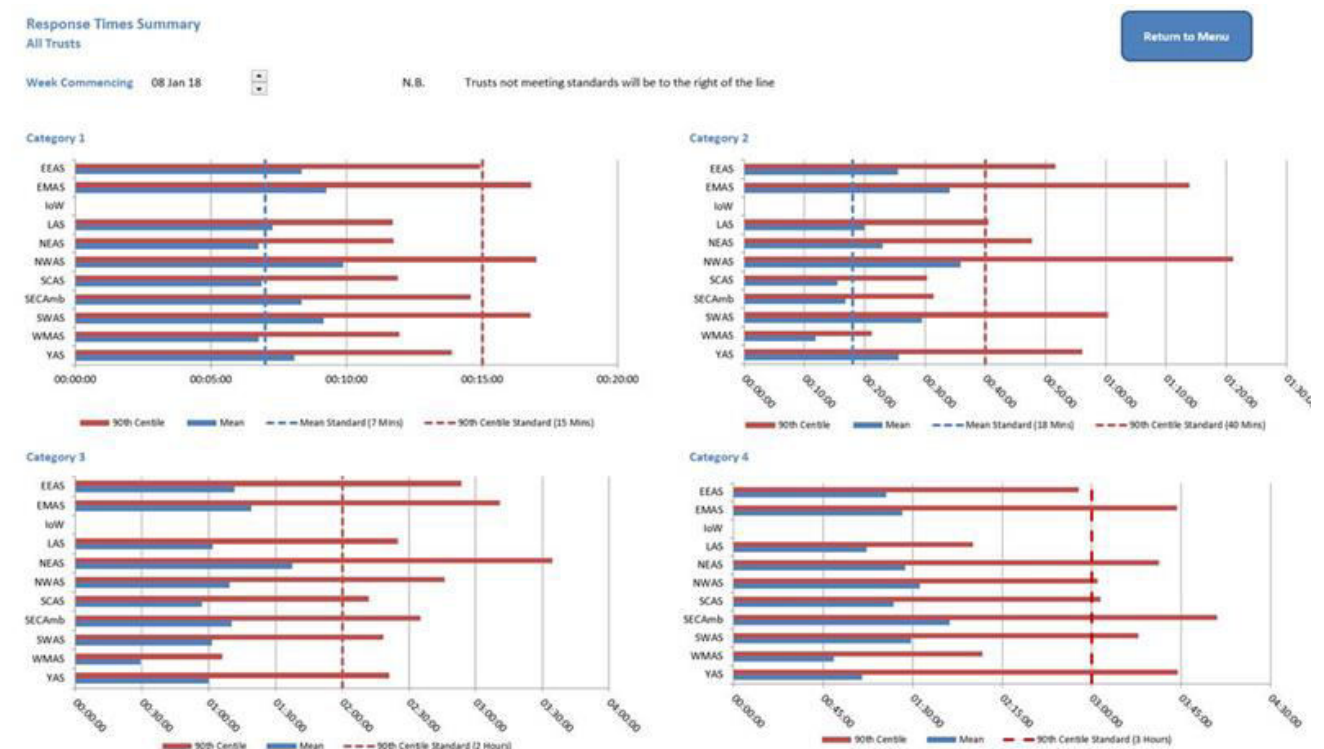 Response Times Summary
All Trusts
Return to Menu
Week Commencing 08 Jan 18 N.B. Trusts not meeting standards will be to the right of the line
Category 1
EEAS
EMAS
IoW
LAS
NEAS
NWAS
SCAS
SECAmb
SWAS
WMAS
YAS
00:00:00 00:05:00 00:10:00 00:15:00 00:20:00
90th Centile Mean Mean Standard (7 Mins) 90th Centile Standard (15 Mins)
Category 2
EEAS
EMAS
IoW
LAS
NEAS
NWAS
SCAS
SECAmb
SWAS
WMAS
YAS
00:00:00 00:10:00 00:20:00 00:30:00 00:40:00 00:50:00 01:00:00 01:10:00 01:20:00 01:30:00
90th Centile Mean Mean Standard (18 Mins) 90th Centile Standard (40 Mins)
Category 3
EEAS
EMAS
IoW
LAS
NEAS
NWAS
SCAS
SECAmb
SWAS
WMAS
YAS
00:00:00 00:30:00 01:00:00 01:30:00 02:00:00 02:30:00 03:00:00 03:30:00 04:00:00
90th Centile Mean 90th Centile Standard (2 Hours)
Category 4
EEAS
EMAS
IoW
LAS
NEAS
NWAS
SCAS
SECAmb
SWAS
WMAS
YAS
00:00:00 00:45:00 01:30:00 02:15:00 03:00:00 03:45:00 04:30:00
90th Centile Mean 90th Centile Standard (3 Hours)